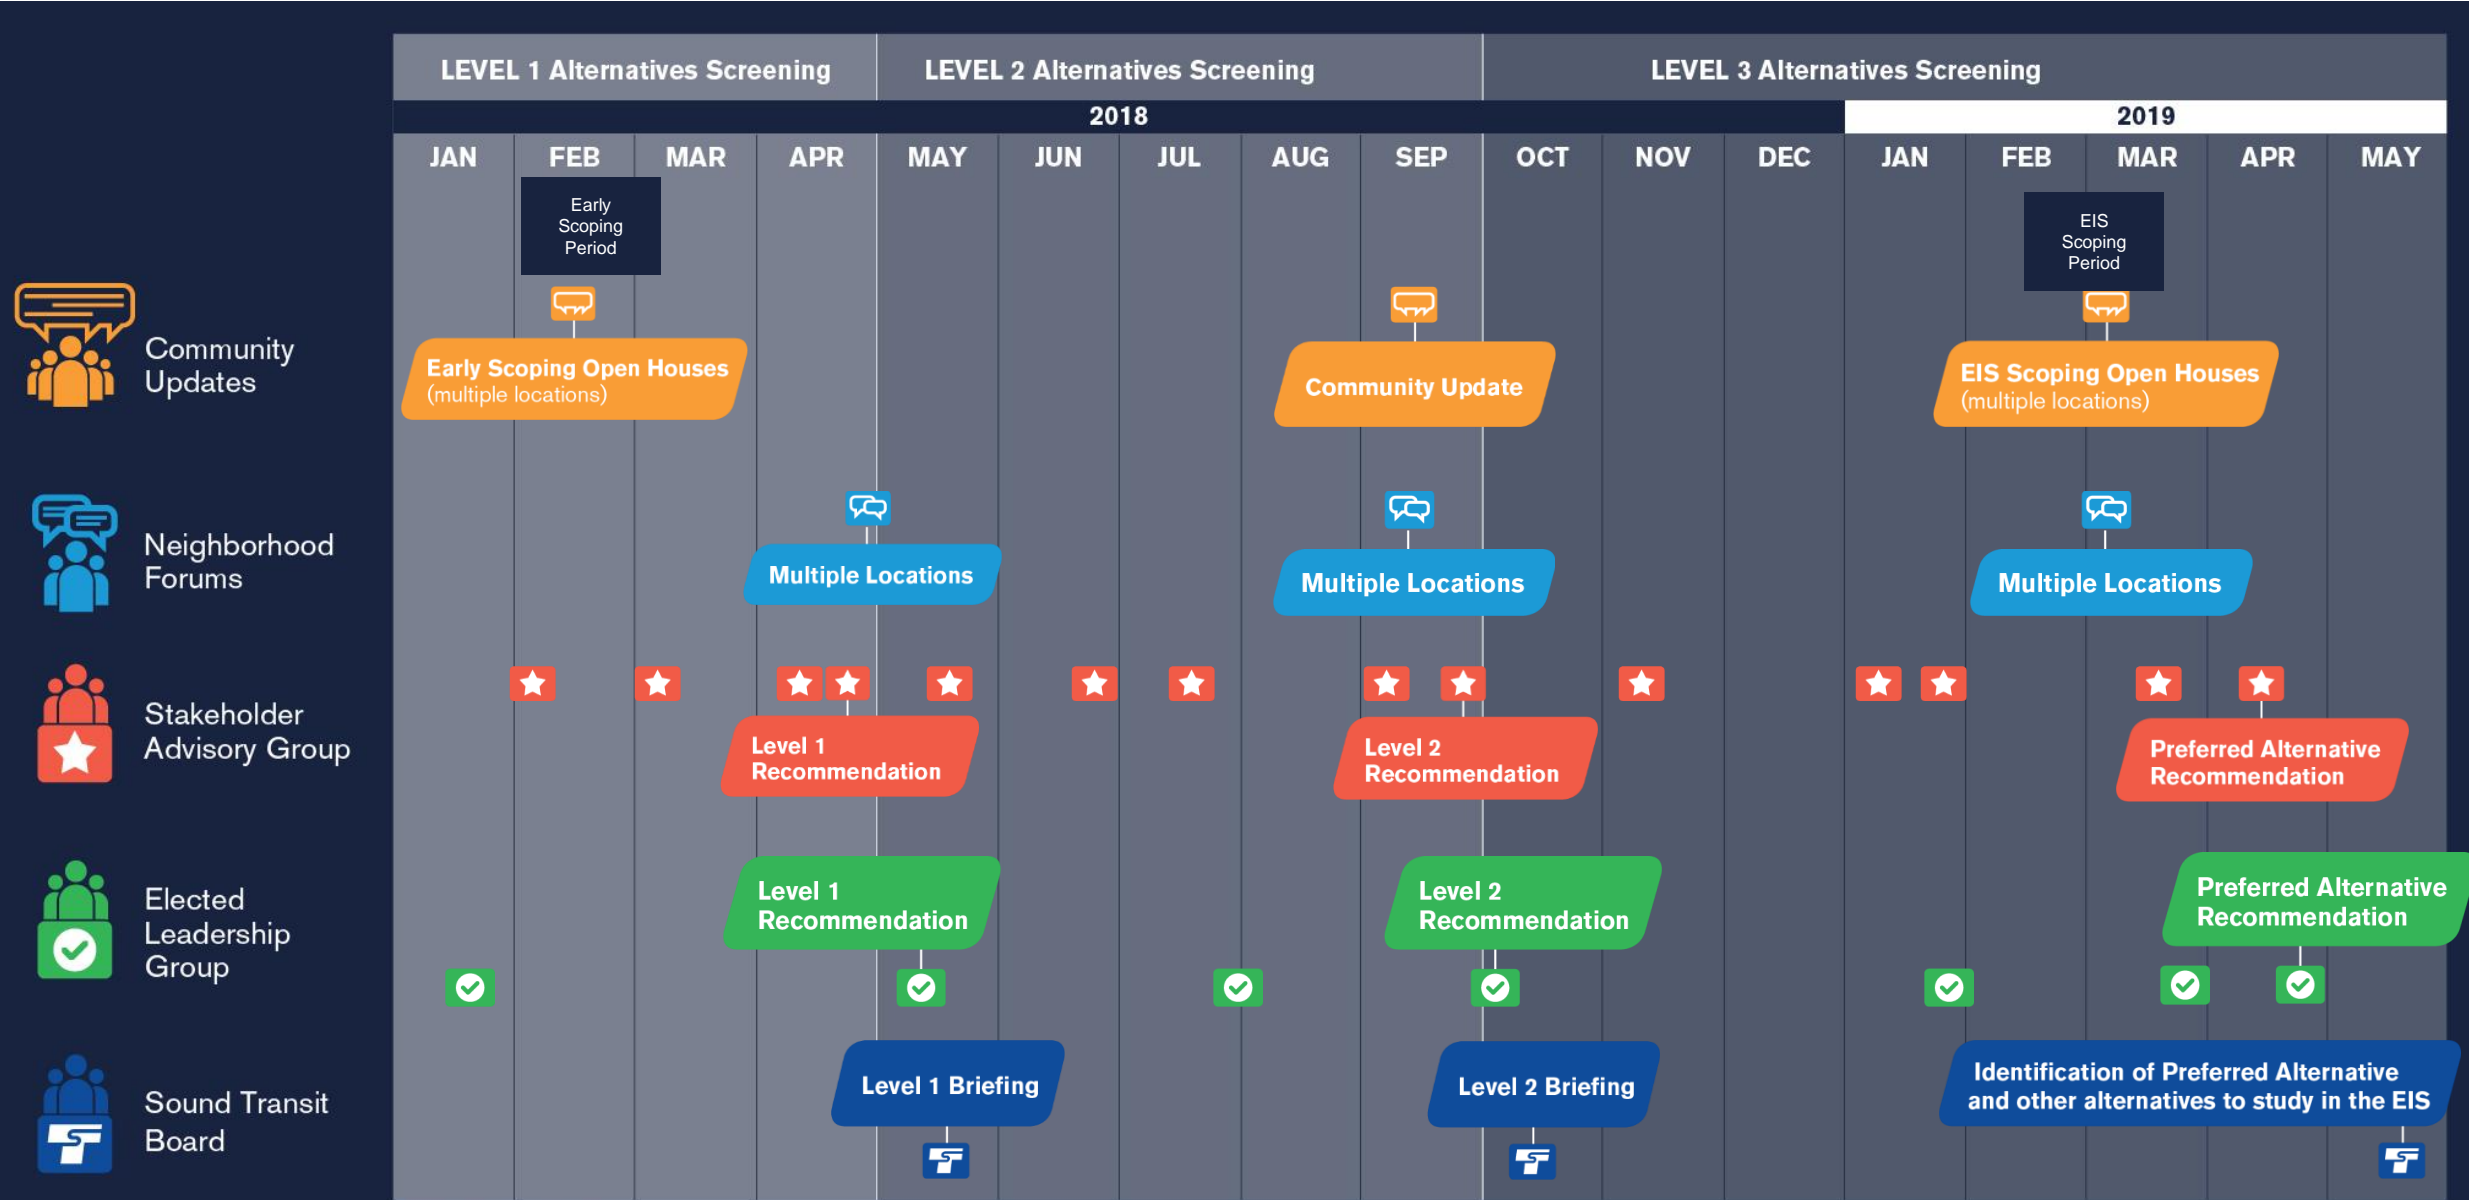 LEVEL 1 Alternatives Screening
LEVEL 2 Alternatives Screening
LEVEL 3 Alternatives Screening
2018
2019
JAN
FEB
MAR
APR
MAY
JUN
JUL
AUG
SEP
OCT
NOV
DEC
JAN
FEB
MAR
APR
MAY
Early
Scoping
Period
EIS
Scoping
Period
Community
Updates
Early Scoping Open Houses
(multiple locations)
Community Update
EIS Scoping Open Houses
(multiple locations)
Neighborhood
Forums
Multiple Locations
Multiple Locations
Multiple Locations
Stakeholder
Advisory Group
Level 1
Recommendation
Level 2
Recommendation
Preferred Alternative
Recommendation
Elected
Leadership
Group
Level 1
Recommendation
Level 2
Recommendation
Preferred Alternative
Recommendation
Sound Transit
Board
Level 1 Briefing
Level 2 Briefing
Identification of Preferred Alternative
and other alternatives to study in the EIS